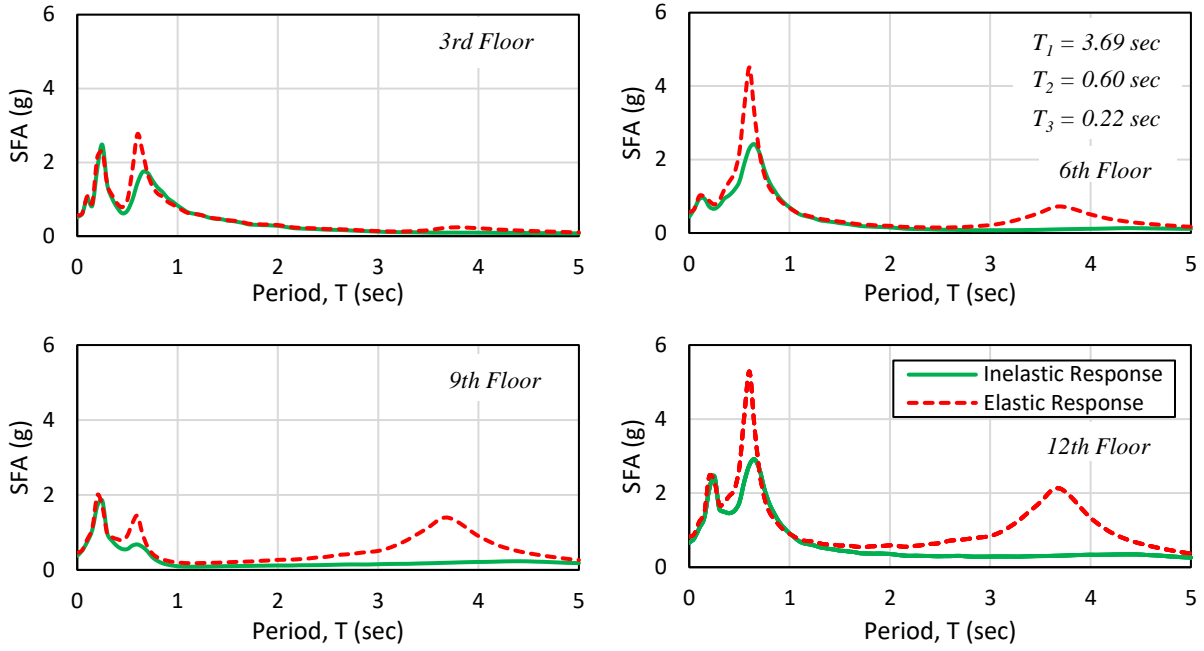 6
4
2
0
SFA (g)
3rd Floor
0 1 2 3 4 5
Period, T (sec)
6
4
2
0
SFA (g)
T1 = 3.69 sec
T2 = 0.60 sec
T3 = 0.22 sec
6th Floor
0 1 2 3 4 5
Period, T (sec)
6
4
2
0
SFA (g)
9th Floor
0 1 2 3 4 5
Period, T (sec)
6
4
2
0
SFA (g)
Inelastic Response
Elastic Response
12th Floor
0 1 2 3 4 5
Period, T (sec)